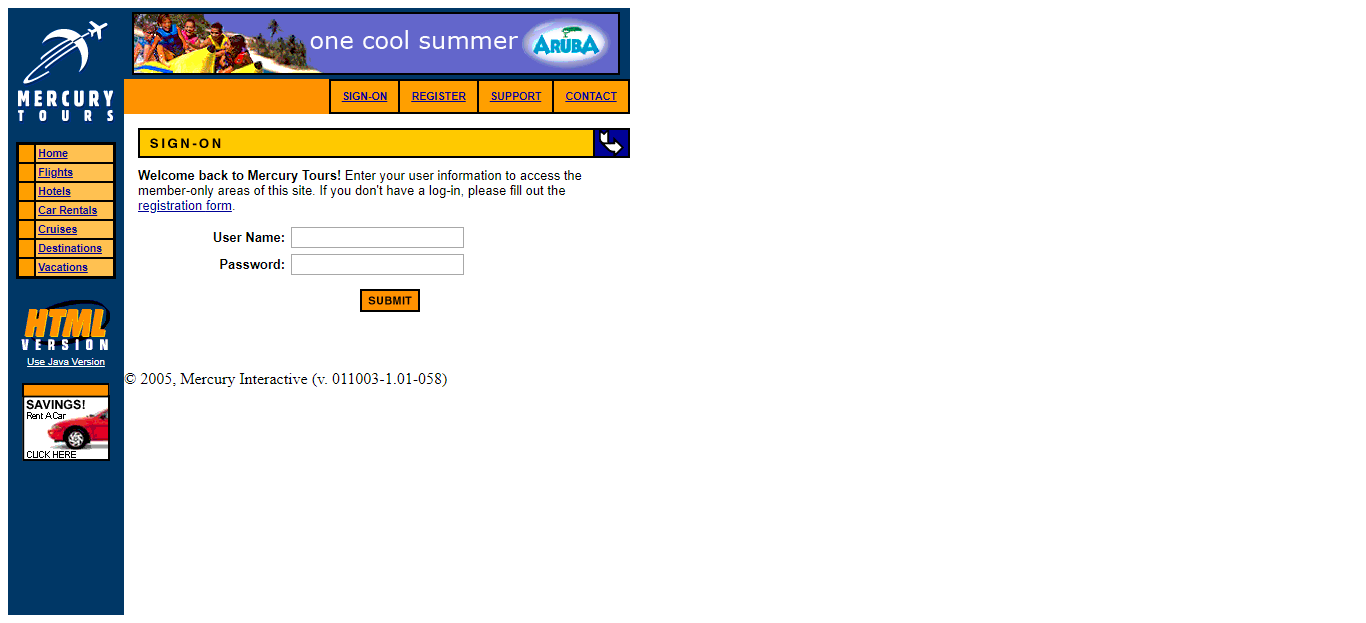 MERCURY
TOURS
one cool summer
ARUBA
SIGN-ON
REGISTER
SUPPORT
CONTACT
Home
Flights
Hotels
Car Rentals
Cruises
Destinations
Vacations
HTML
VERSION
Use Java Version
SAVINGS!
Rent A Car
CLICK HERE
SIGN-ON
Welcome back to Mercury Tours! Enter your user information to access the
member-only areas of this site. If you don't have a log-in, please fill out the
registration form.
User Name:
Password:
SUBMIT
© 2005, Mercury Interactive (v. 011003-1.01-058)